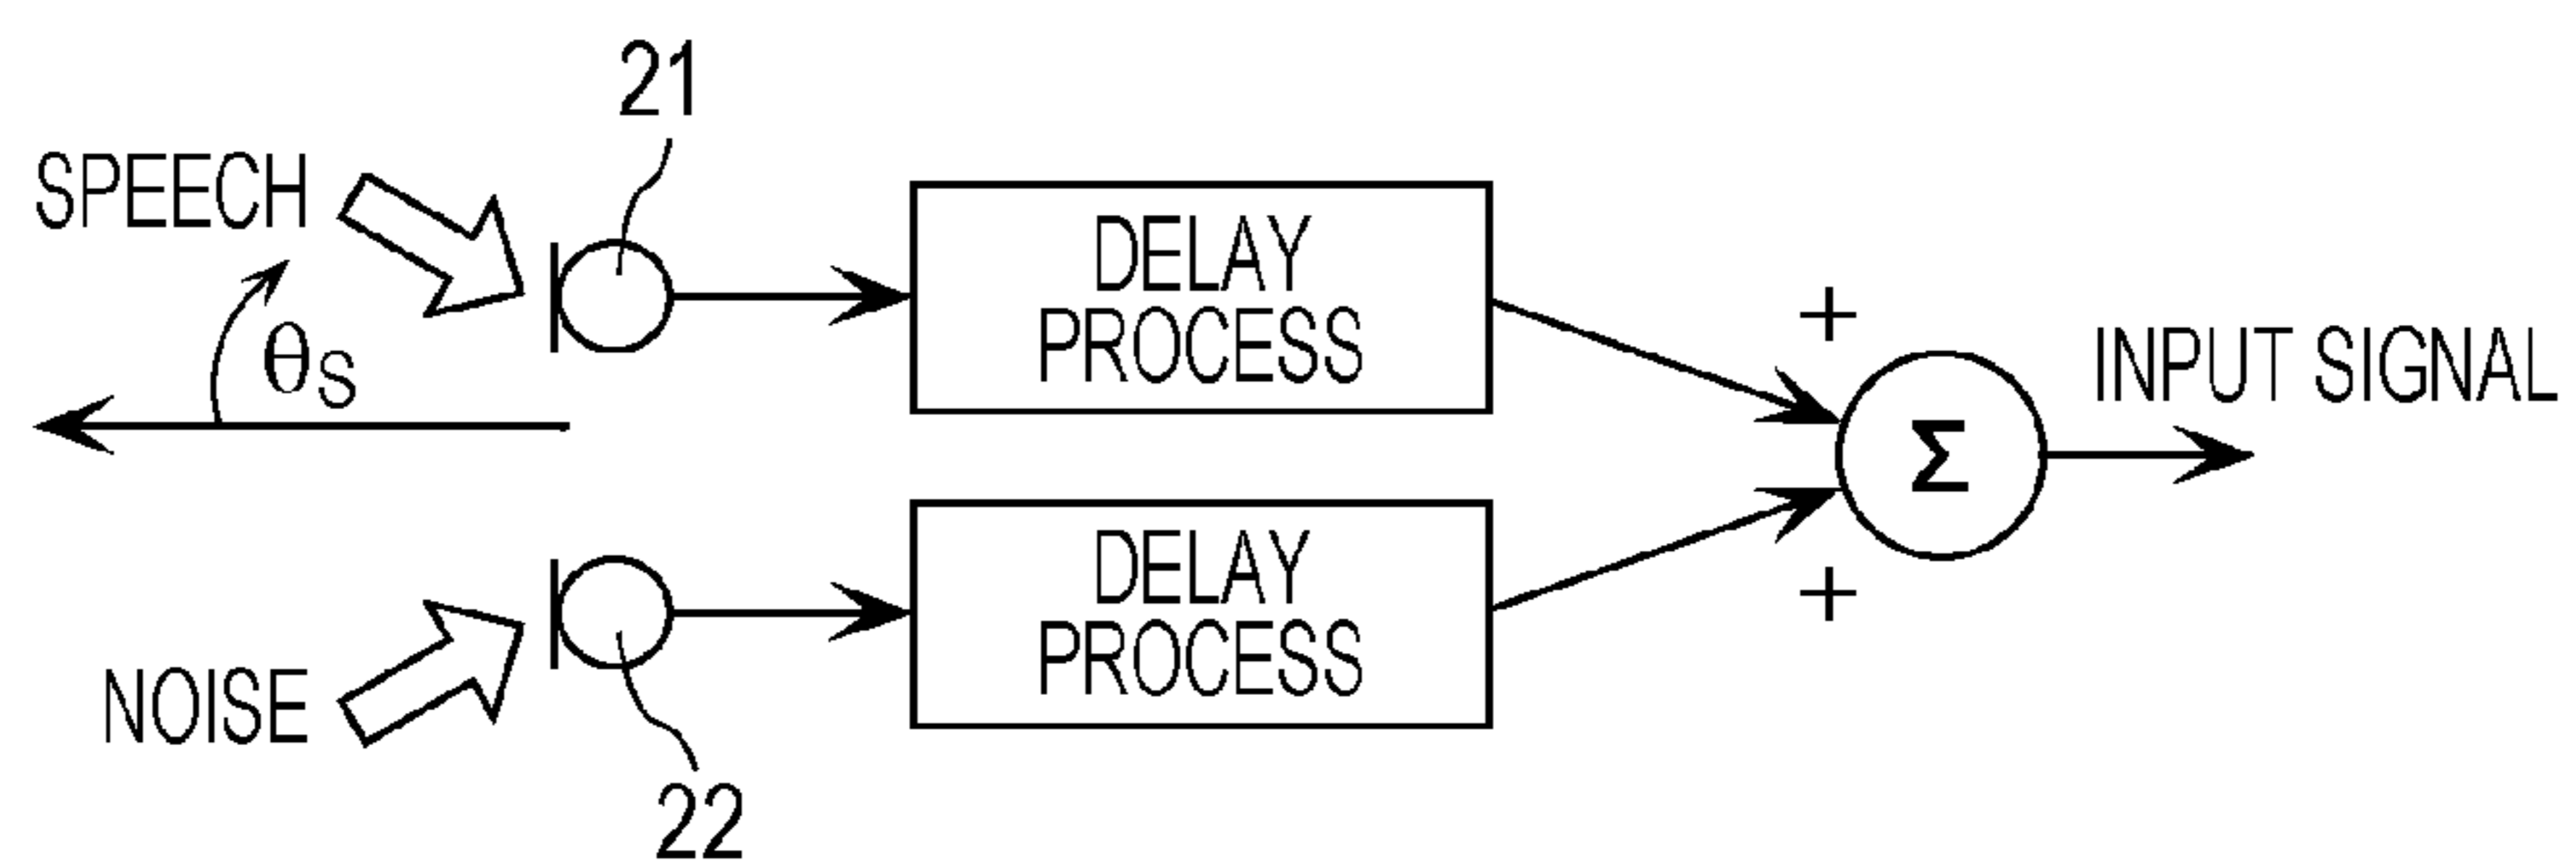 21
SPEECH
DELAY
PROCESS
θS
+
INPUT SIGNAL
Σ
DELAY
PROCESS
+
NOISE
22